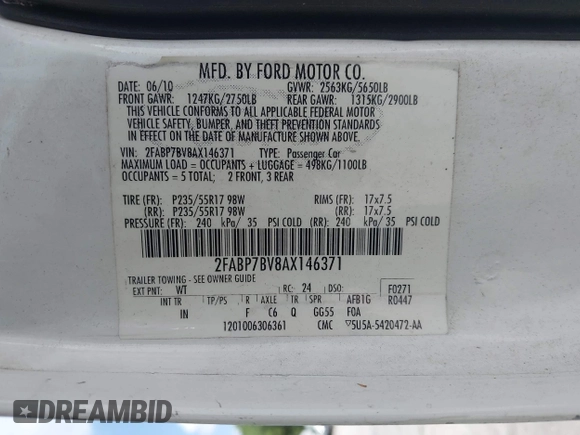 MFD. BY FORD MOTOR CO.
DATE: 06/10 GVWR: 2563KG/5650LB
FRONT GAWR: 1247KG/2750LB REAR GAWR: 1315KG/2900LB
THIS VEHICLE CONFORMS TO ALL APPLICABLE FEDERAL MOTOR
VEHICLE SAFETY, BUMPER, AND THEFT PREVENTION STANDARDS
IN EFFECT ON THE DATE OF MANUFACTURE SHOWN ABOVE.
VIN: 2FABP7BV8AX146371 TYPE: Passenger Car
MAXIMUM LOAD = OCCUPANTS + LUGGAGE = 498KG/1100LB
OCCUPANTS = 5 TOTAL; 2 FRONT, 3 REAR
TIRE (FR): P235/55R17 98W RIMS (FR): 17x7.5
(RR): P235/55R17 98W (RR): 17x7.5
PRESSURE (FR): 240 kPa/ 35 PSI COLD (RR) 240 kPa/ 35 PSI COLD
2FABP7BV8AX146371
TRAILER TOWING - SEE OWNER GUIDE
EXT PNT: WT RC: 24 DSO: F0271
INT TR TP/PS R AXLE TR SPR AFB1G R0447
IN F C6 Q GG55 FOA
1201006306361 CMC ▽5U5A-5420472-AA
DREAMBID